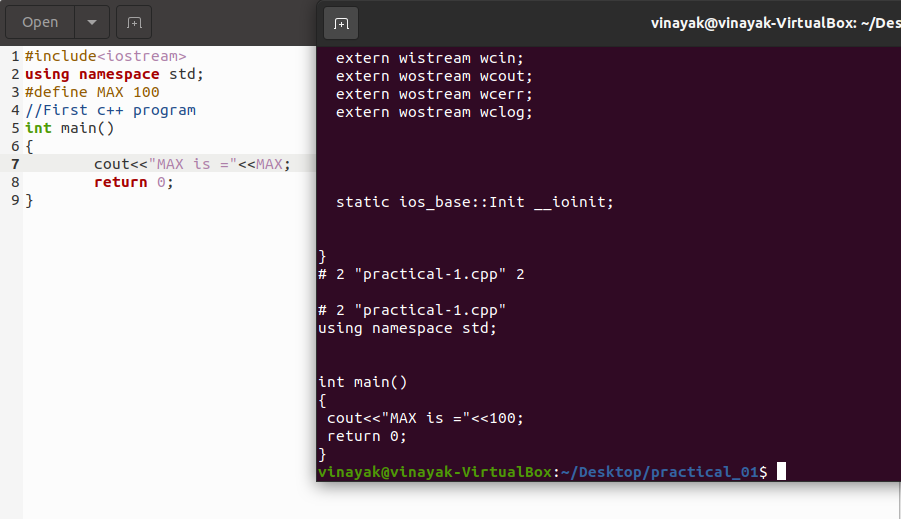 Open
1 #include<iostream>
2 using namespace std;
3 #define MAX 100
4 //First c++ program
5 int main()
6 {
7 cout<<"MAX is ="<<MAX;
8 return 0;
9 }
vinayak@vinayak-VirtualBox: ~/Des
extern wistream wcin;
extern wostream wcout;
extern wostream wcerr;
extern wostream wclog;
static ios_base::Init __ioinit;
}
# 2 "practical-1.cpp" 2
# 2 "practical-1.cpp"
using namespace std;
int main()
{
cout<<"MAX is ="<<100;
return 0;
}
vinayak@vinayak-VirtualBox:~/Desktop/practical_01$